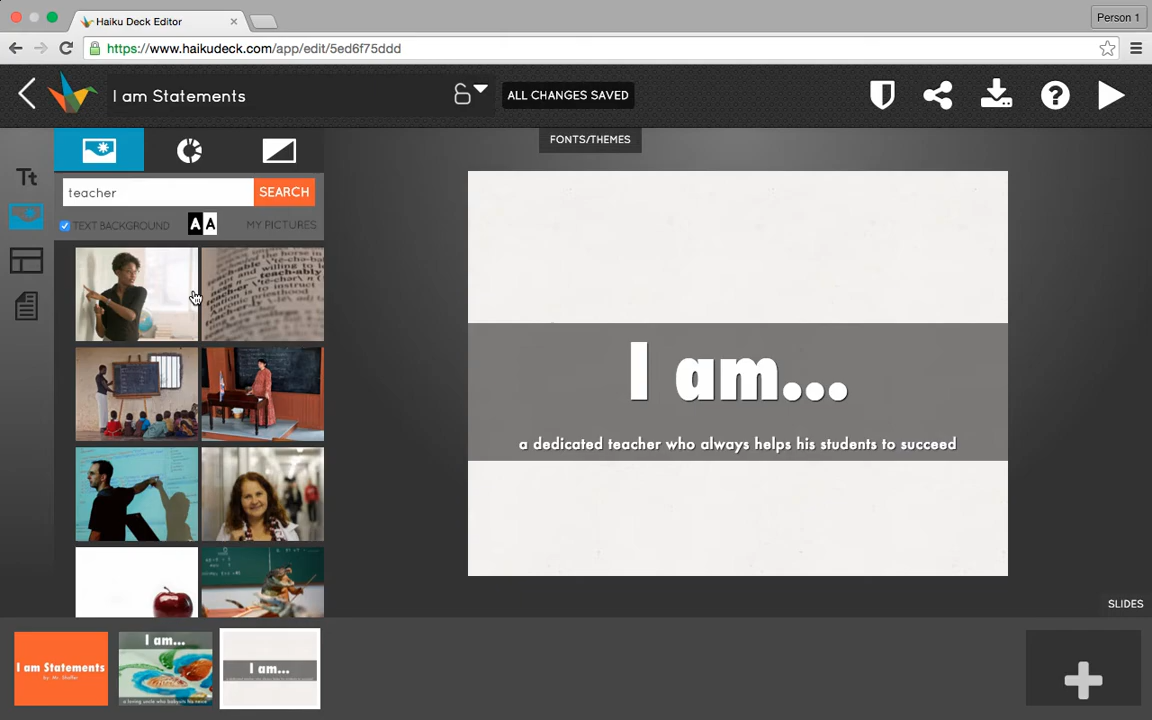 Haiku Deck Editor
Person 1
https://www.haikudeck.com/app/edit/5ed6f75ddd
I am Statements
ALL CHANGES SAVED
FONTS/THEMES
Tt
teacher
SEARCH
TEXT BACKGROUND
A A
MY PICTURES
I am...
a dedicated teacher who always helps his students to succeed
SLIDES
I am Statements
by Mr. Shaffer
I am...
I am...